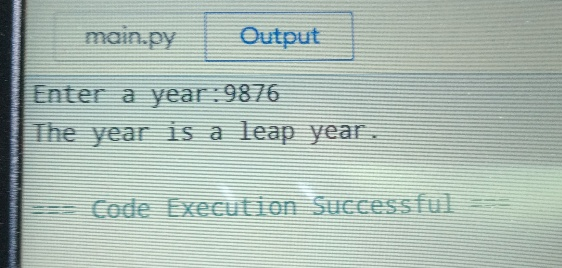 main.py Output
Enter a year:9876
The year is a leap year.
=== Code Execution Successful ===